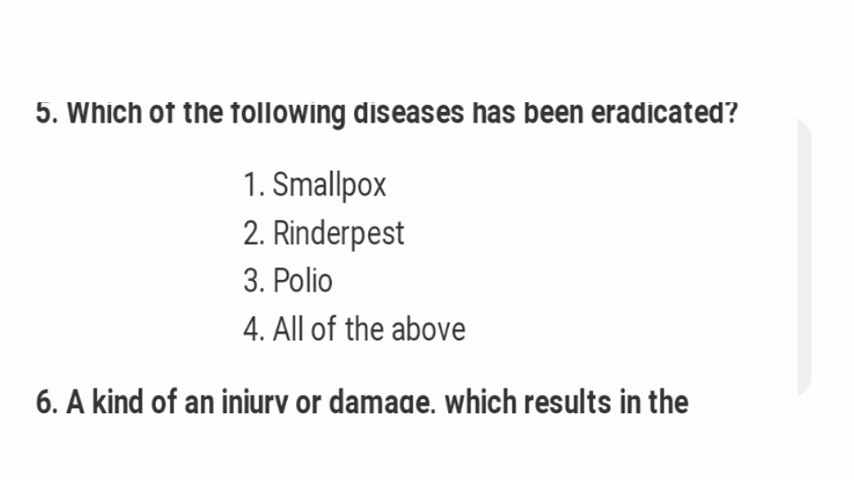 5. Which of the following diseases has been eradicated?
1. Smallpox
2. Rinderpest
3. Polio
4. All of the above
6. A kind of an injury or damage, which results in the